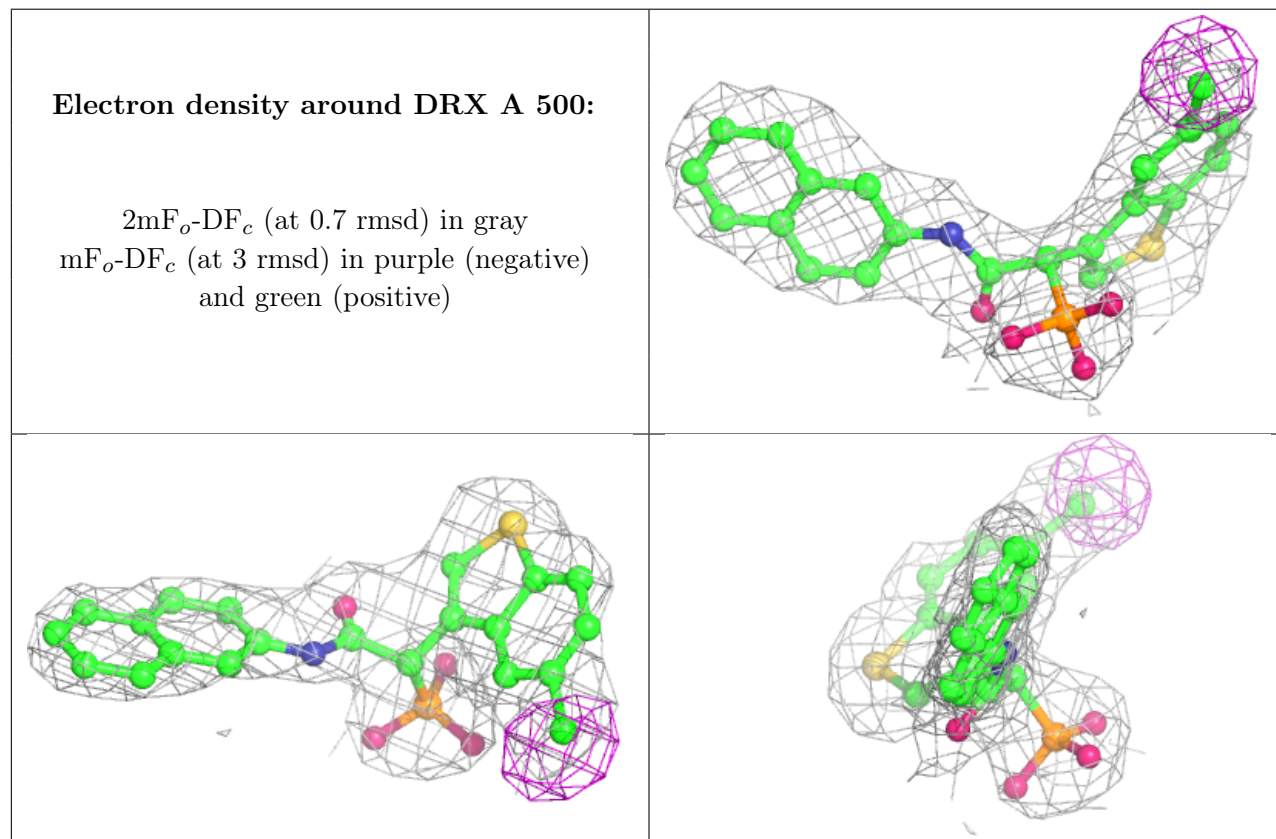 Electron density around DRX A 500:
2mFo-DFc (at 0.7 rmsd) in gray
mFo-DFc (at 3 rmsd) in purple (negative)
and green (positive)